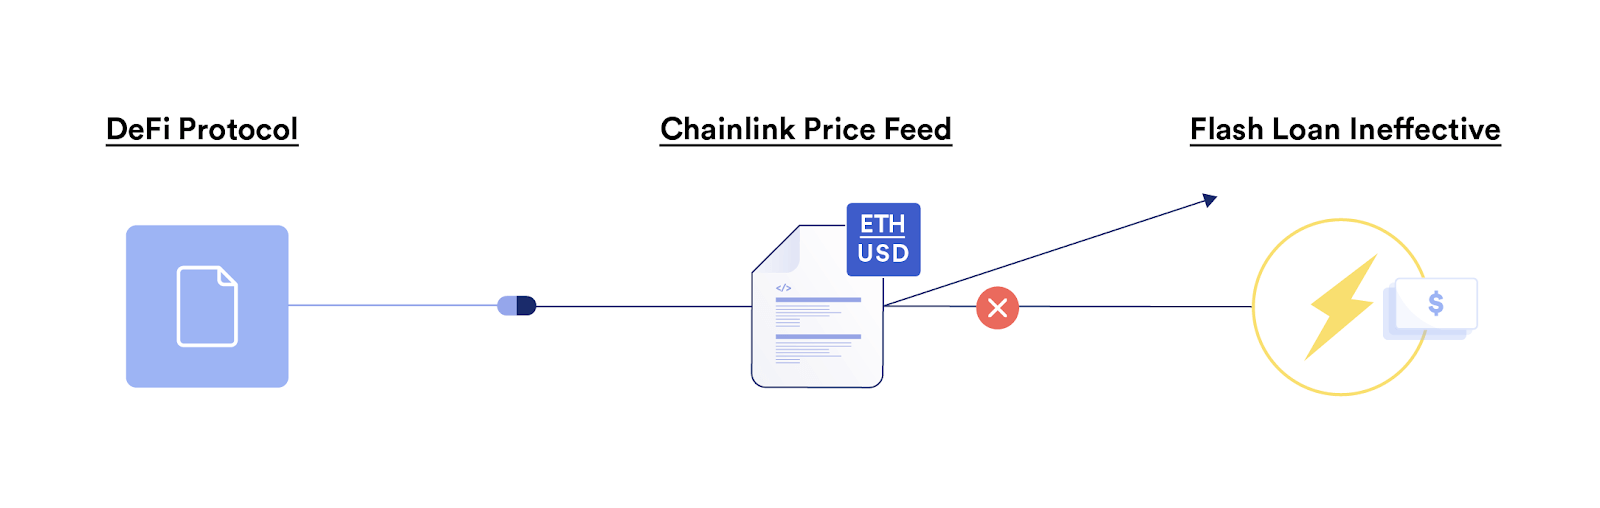 DeFi Protocol
Chainlink Price Feed
Flash Loan Ineffective
ETH
USD
</>
$